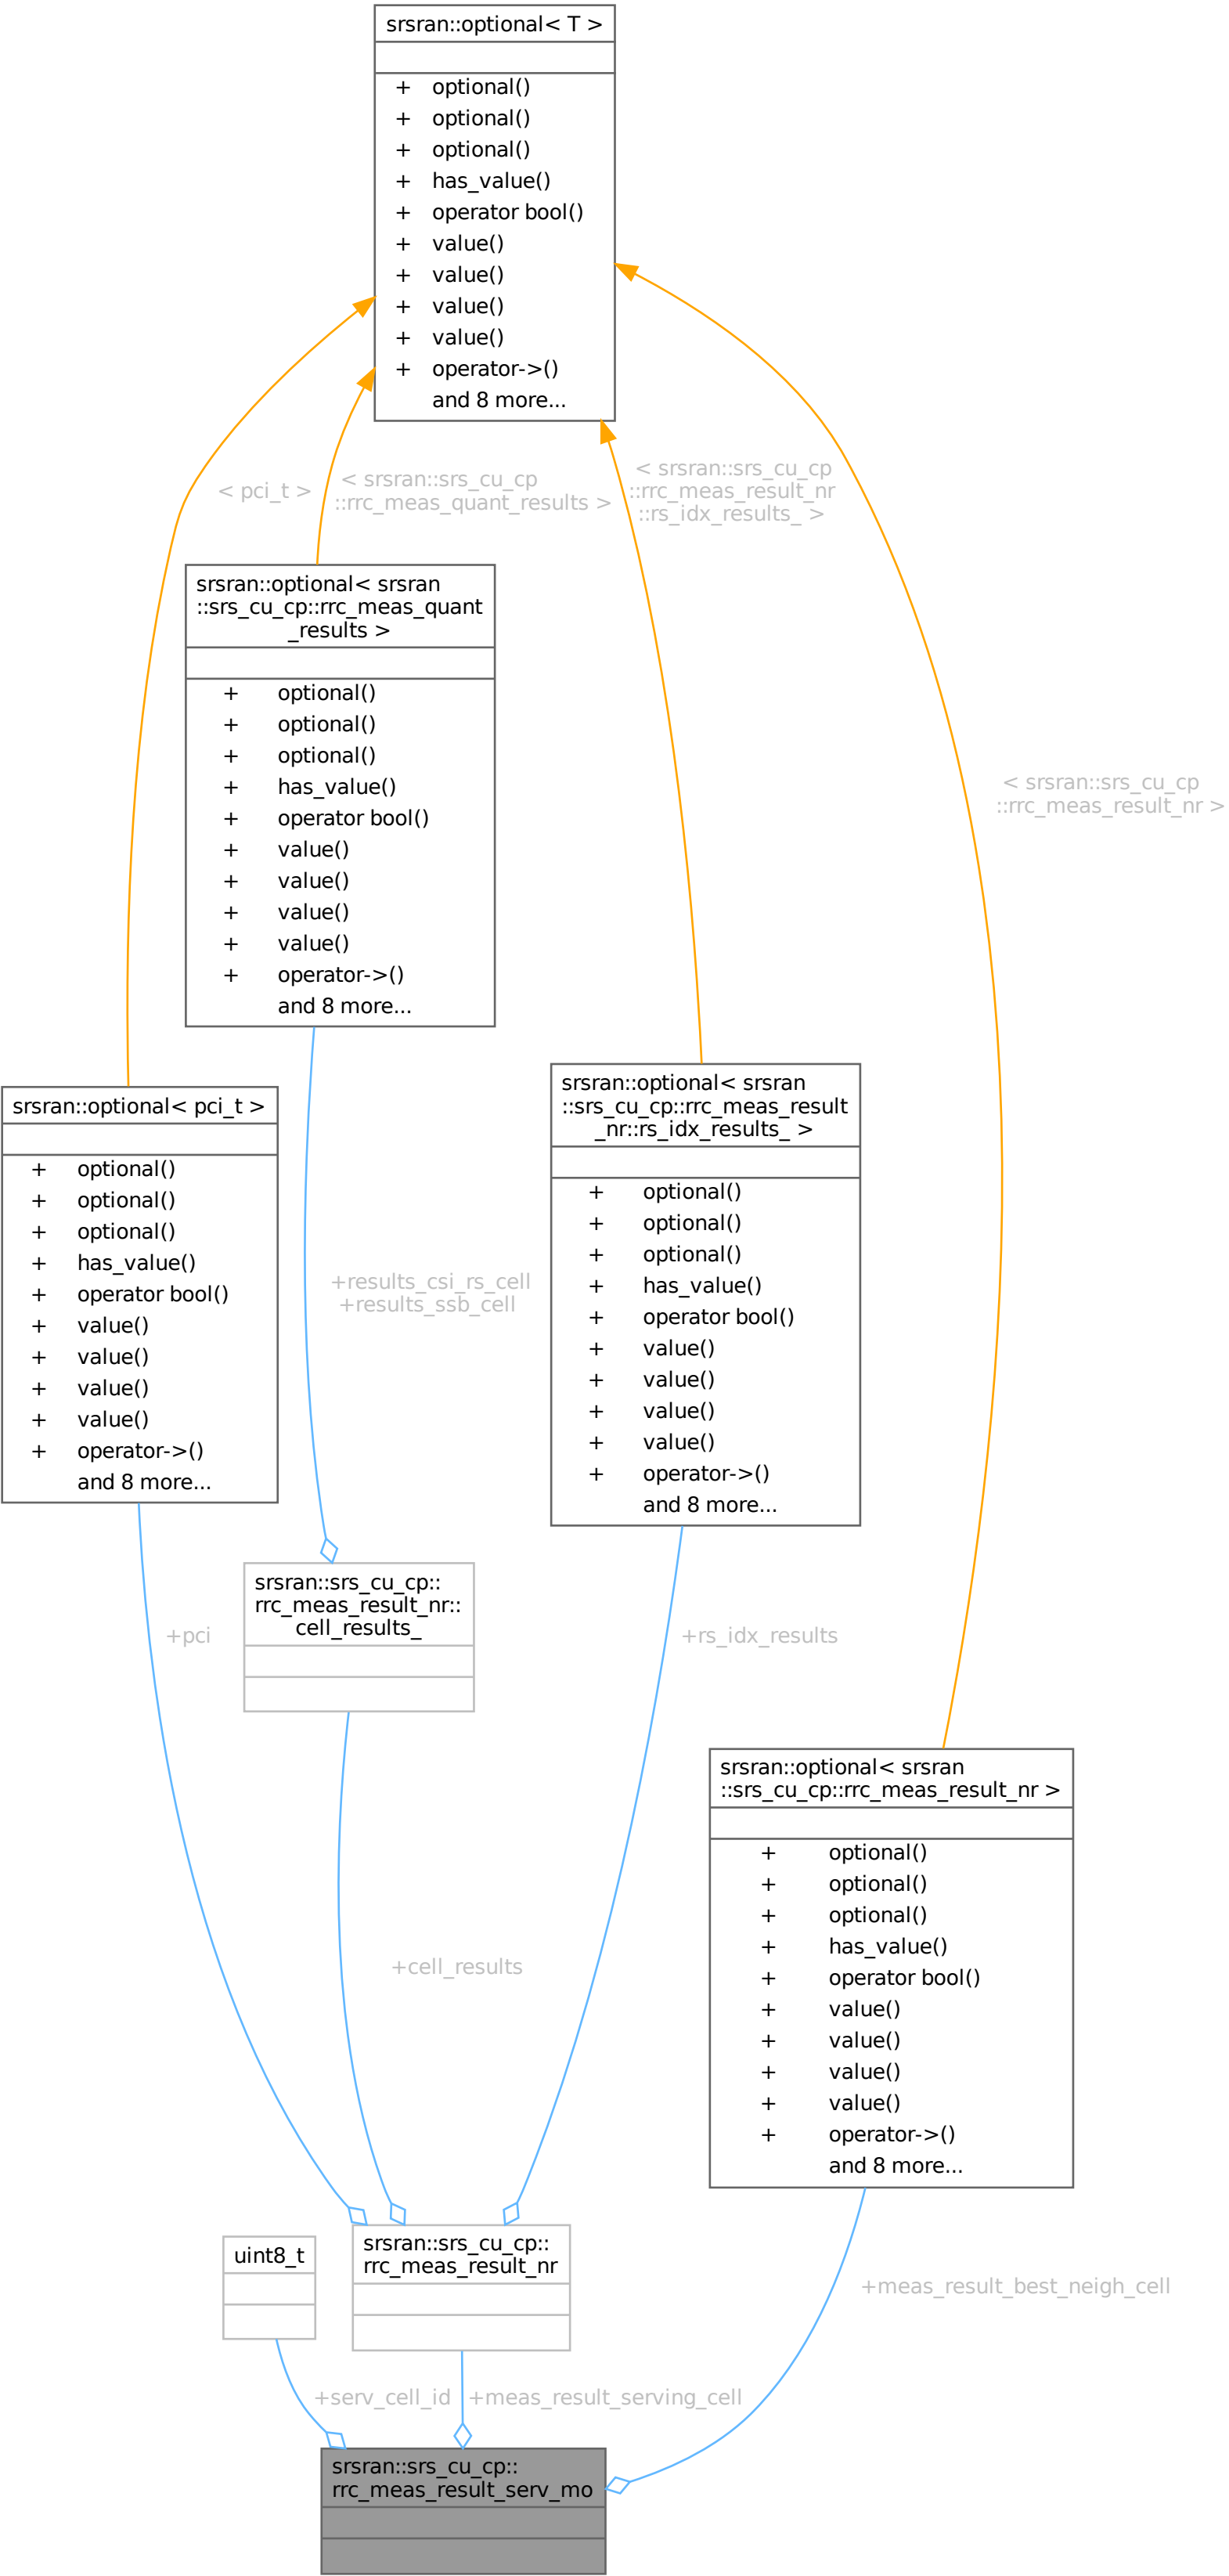 srsran::optional< T >
+ optional()
+ optional()
+ optional()
+ has_value()
+ operator bool()
+ value()
+ value()
+ value()
+ value()
+ operator->()
and 8 more...
< pci_t >
< srsran::srs_cu_cp
::rrc_meas_quant_results >
< srsran::srs_cu_cp
::rrc_meas_result_nr
::rs_idx_results_ >
< srsran::srs_cu_cp
::rrc_meas_result_nr >
srsran::optional< srsran
::srs_cu_cp::rrc_meas_quant
_results >
+ optional()
+ optional()
+ optional()
+ has_value()
+ operator bool()
+ value()
+ value()
+ value()
+ value()
+ operator->()
and 8 more...
srsran::optional< pci_t >
+ optional()
+ optional()
+ optional()
+ has_value()
+ operator bool()
+ value()
+ value()
+ value()
+ value()
+ operator->()
and 8 more...
srsran::optional< srsran
::srs_cu_cp::rrc_meas_result
_nr::rs_idx_results_ >
+ optional()
+ optional()
+ optional()
+ has_value()
+ operator bool()
+ value()
+ value()
+ value()
+ value()
+ operator->()
and 8 more...
+results_csi_rs_cell
+results_ssb_cell
srsran::srs_cu_cp::
rrc_meas_result_nr::
cell_results_
+pci
+rs_idx_results
srsran::optional< srsran
::srs_cu_cp::rrc_meas_result_nr >
+ optional()
+ optional()
+ optional()
+ has_value()
+ operator bool()
+ value()
+ value()
+ value()
+ value()
+ operator->()
and 8 more...
+cell_results
uint8_t
srsran::srs_cu_cp::
rrc_meas_result_nr
+meas_result_best_neigh_cell
+serv_cell_id
+meas_result_serving_cell
srsran::srs_cu_cp::
rrc_meas_result_serv_mo